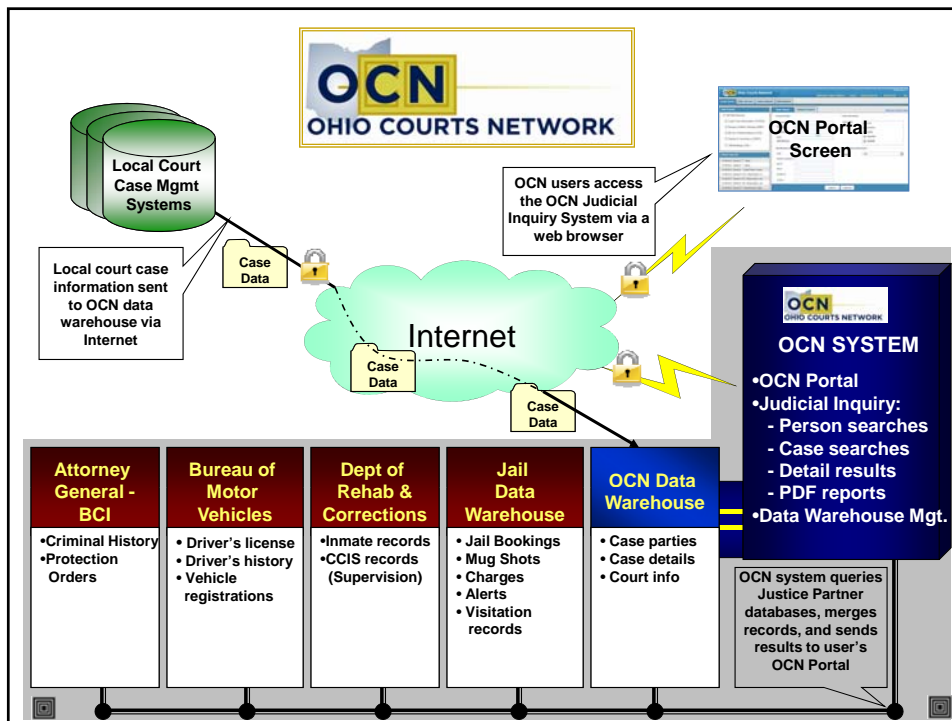 OCN
OHIO COURTS NETWORK
Local Court
Case Mgmt
Systems
OCN Portal
Screen
OCN users access
the OCN Judicial
Inquiry System via a
web browser
Local court case
information sent
to OCN data
warehouse via
Internet
Case
Data
Internet
Case
Data
Case
Data
OCN
OHIO COURTS NETWORK
OCN SYSTEM
•OCN Portal
•Judicial Inquiry:
- Person searches
- Case searches
- Detail results
- PDF reports
•Data Warehouse Mgt.
Attorney
General -
BCI
•Criminal History
•Protection
Orders
Bureau of
Motor
Vehicles
• Driver's license
• Driver's history
• Vehicle
registrations
Dept of
Rehab &
Corrections
•Inmate records
•CCIS records
(Supervision)
Jail
Data
Warehouse
• Jail Bookings
• Mug Shots
• Charges
• Alerts
• Visitation
records
OCN Data
Warehouse
• Case parties
• Case details
• Court info
OCN system queries
Justice Partner
databases, merges
records, and sends
results to user's
OCN Portal